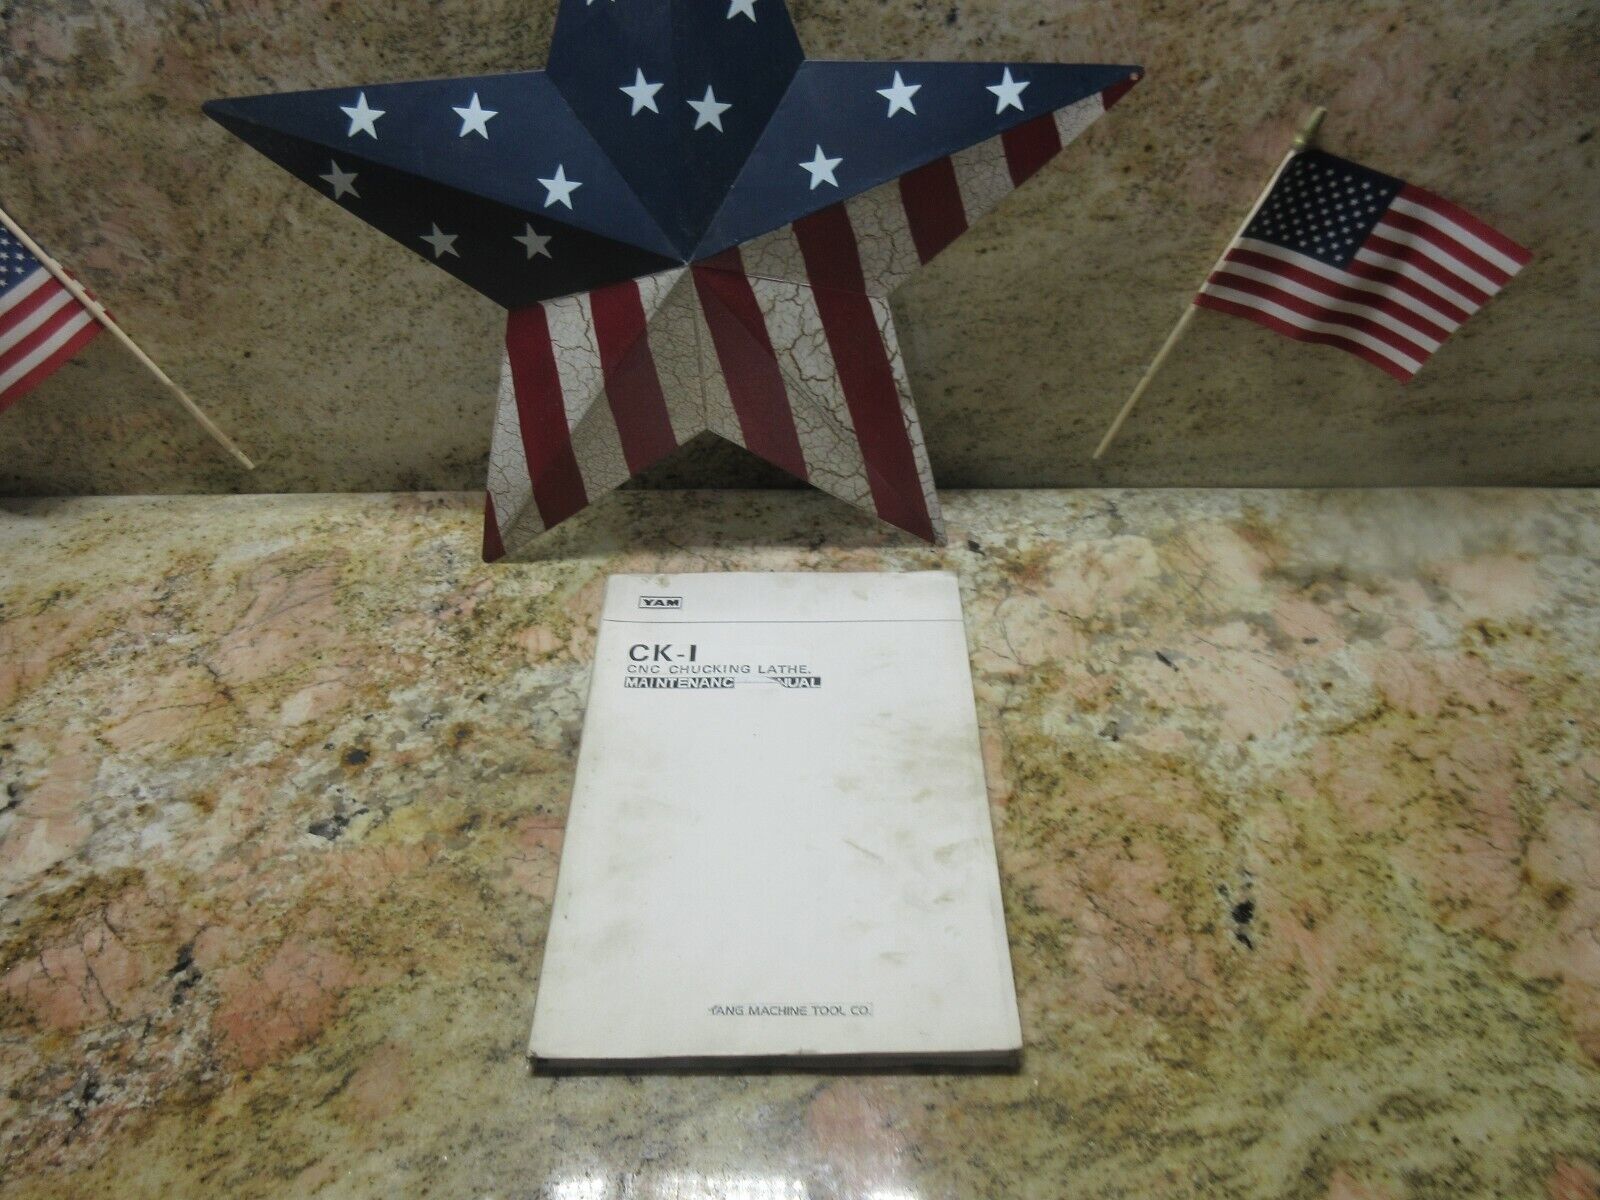 YAM
CK-I
CNC CHUCKING LATHE.
MAINTENANC NUAL
YANG MACHINE TOOL CO.